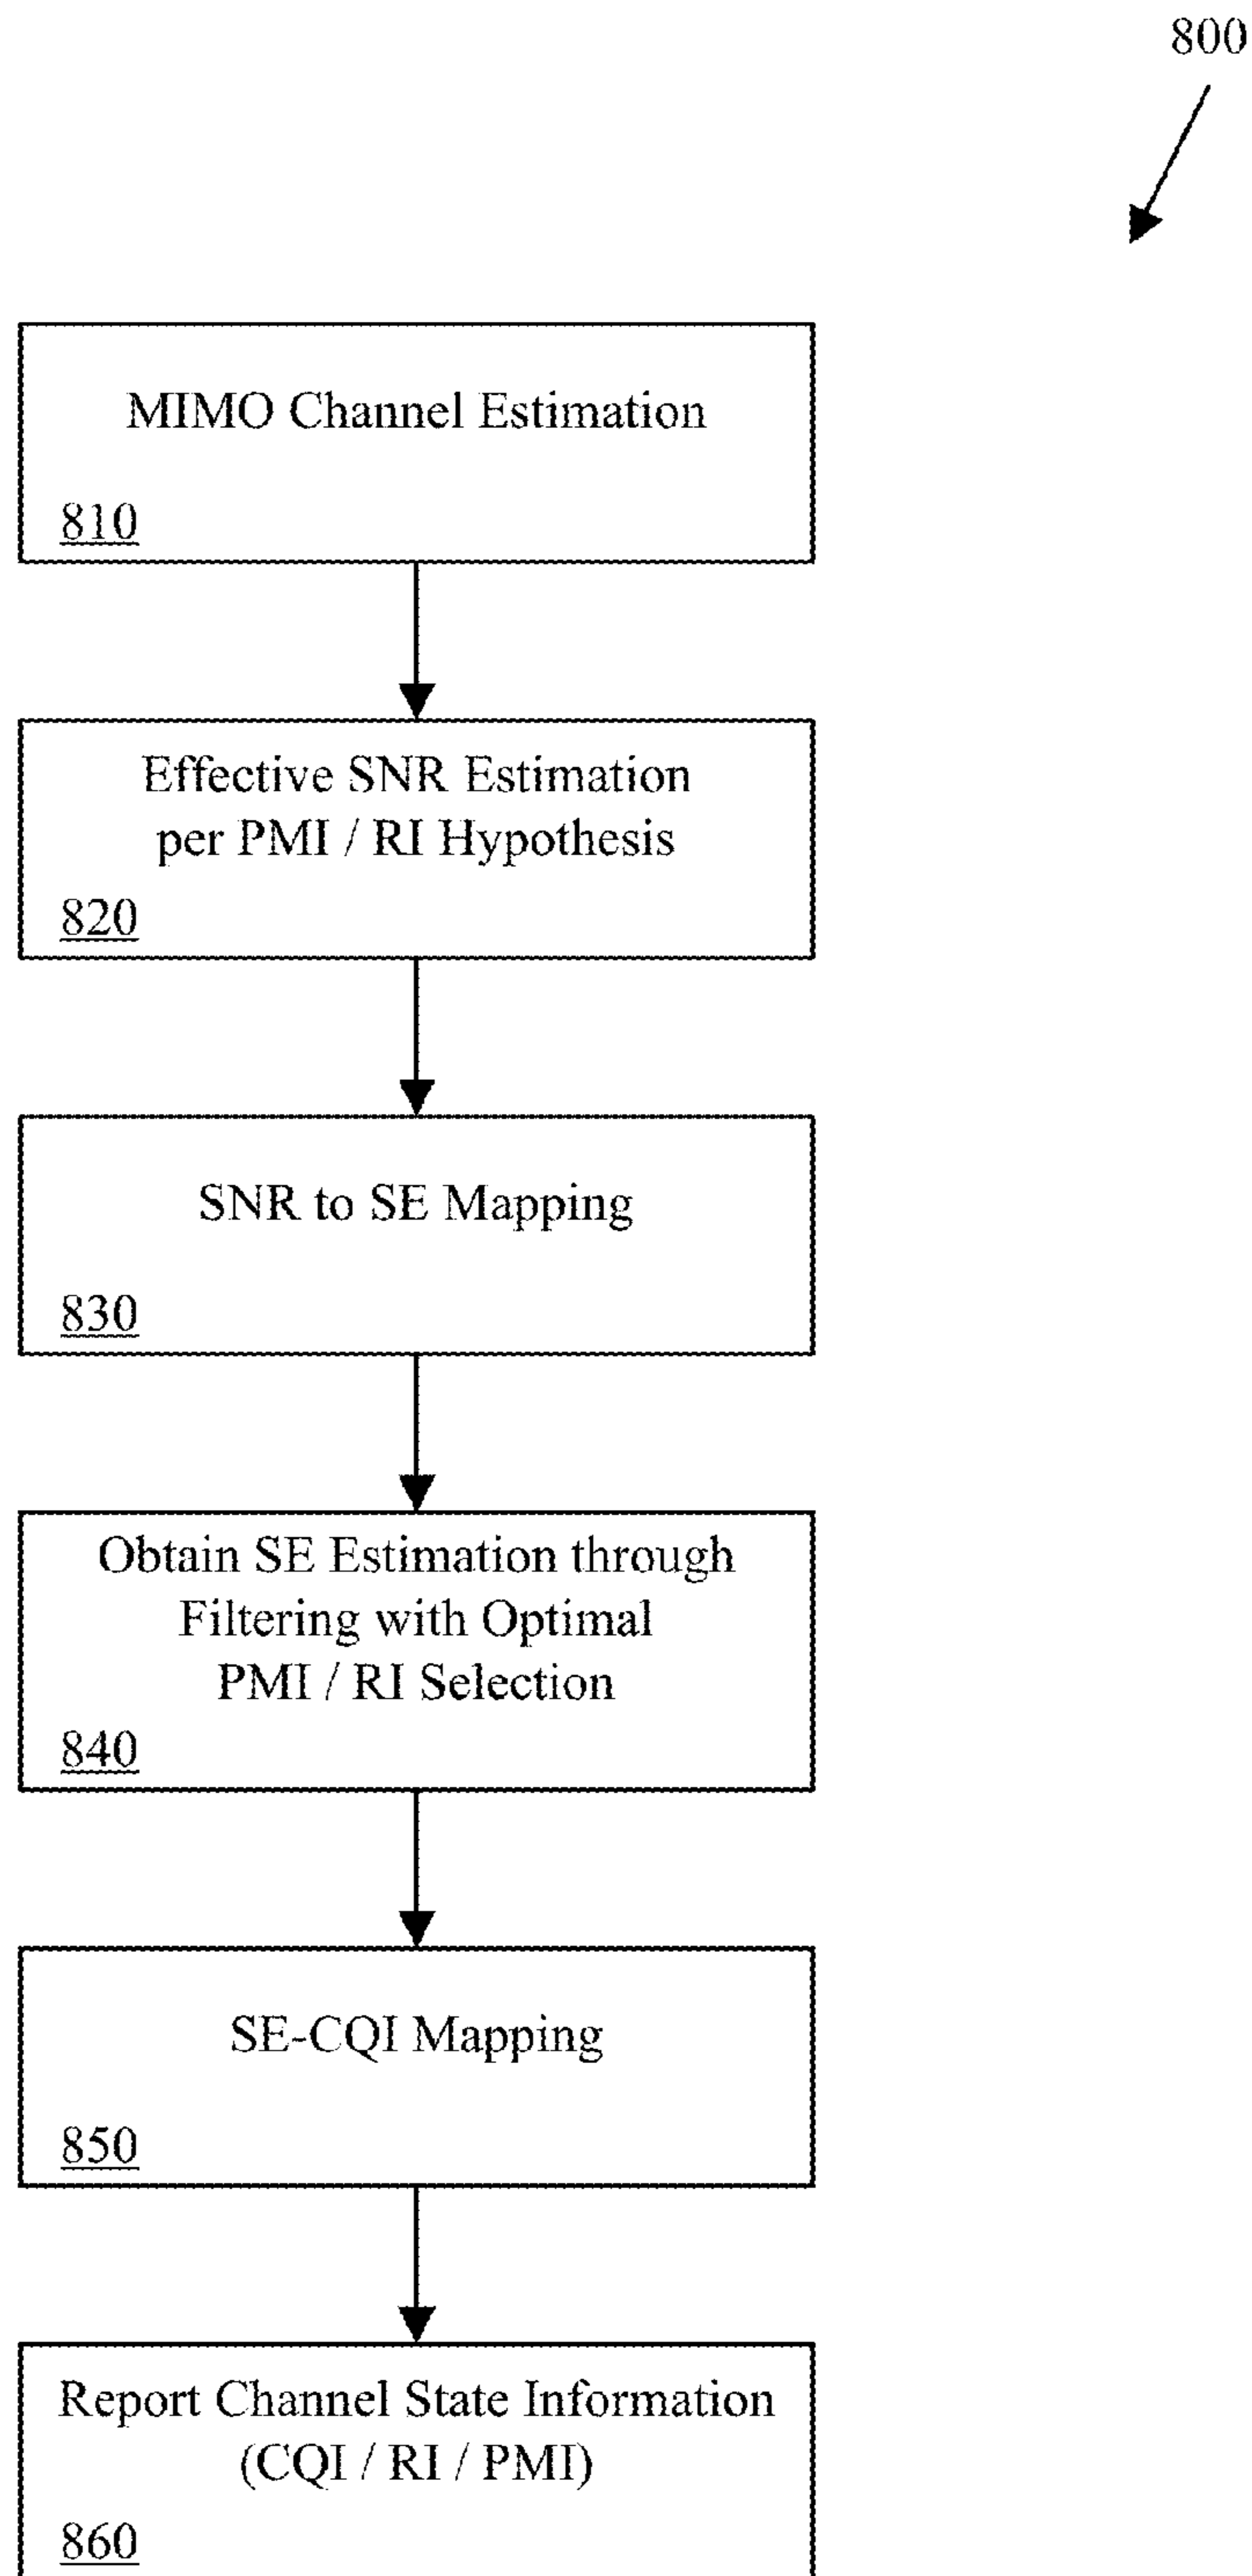 800
MIMO Channel Estimation
810
Effective SNR Estimation
per PMI / RI Hypothesis
820
SNR to SE Mapping
830
Obtain SE Estimation through
Filtering with Optimal
PMI / RI Selection
840
SE-CQI Mapping
850
Report Channel State Information
(CQI / RI / PMI)
860